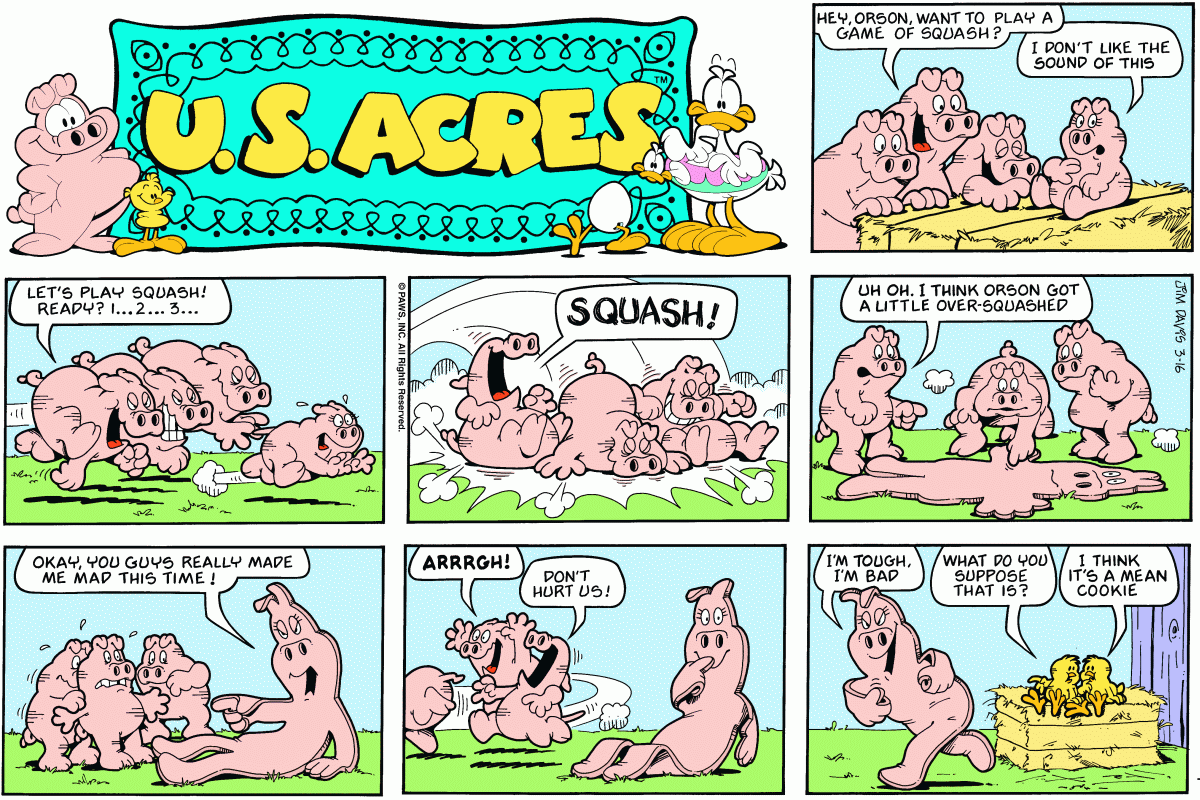 U.S. ACRES
TM
HEY, ORSON, WANT TO PLAY A
GAME OF SQUASH?
I DON'T LIKE THE
SOUND OF THIS
LET'S PLAY SQUASH!
READY? 1...2...3...
© PAWS, INC. All Rights Reserved.
SQUASH!
UH OH. I THINK ORSON GOT
A LITTLE OVER-SQUASHED
JIM DAVIS 3-16
OKAY, YOU GUYS REALLY MADE
ME MAD THIS TIME!
ARRRGH!
DON'T
HURT US!
I'M TOUGH,
I'M BAD
WHAT DO YOU
SUPPOSE
THAT IS?
I THINK
IT'S A MEAN
COOKIE